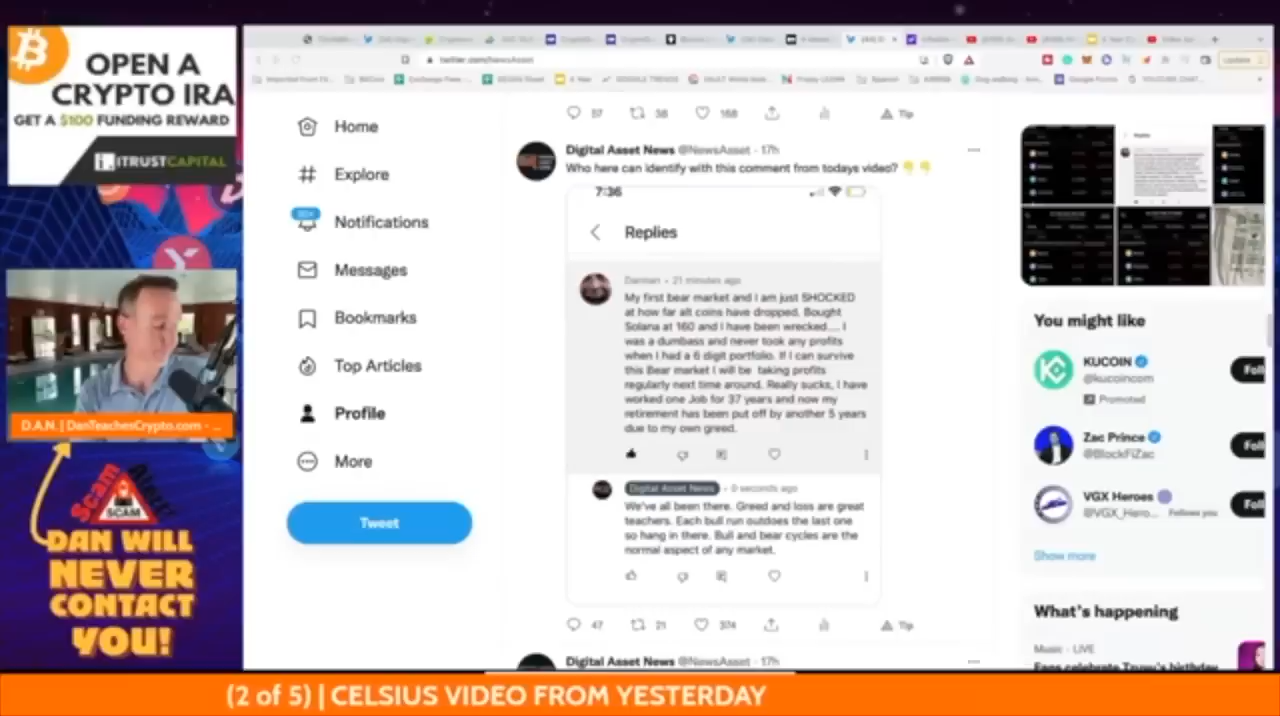 OPEN A
CRYPTO IRA
GET A $100 FUNDING REWARD
ITRUSTCAPITAL
D.A.N. | DanTeachesCrypto.com - ...
Scam Alert!
SCAM
DAN WILL
NEVER
CONTACT
YOU!
twitter.com/NewsAsset
Home
Explore
Notifications
Messages
Bookmarks
Top Articles
Profile
More
Tweet
57 38 168 Tip
Digital Asset News @NewsAsset · 17h
Who here can identify with this comment from todays video? 👇 👇
7:36
Replies
Damian • 21 minutes ago
My first bear market and I am just SHOCKED
at how far alt coins have dropped. Bought
Solana at 160 and I have been wrecked.... I
was a dumbass and never took any profits
when I had a 6 digit portfolio. If I can survive
this Bear market I will be taking profits
regularly next time around. Really sucks, I have
worked one Job for 37 years and now my
retirement has been put off by another 5 years
due to my own greed.
Digital Asset News • 0 seconds ago
We've all been there. Greed and loss are great
teachers. Each bull run outdoes the last one
so hang in there. Bull and bear cycles are the
normal aspect of any market.
47 21 374 Tip
Digital Asset News @NewsAsset · 17h
You might like
KUCOIN
@kucoincom
Promoted
Foll
Zac Prince
@BlockFiZac
Foll
VGX Heroes
@VGX_Hero... Follows you
Foll
Show more
What's happening
Music · LIVE
(2 of 5) | CELSIUS VIDEO FROM YESTERDAY